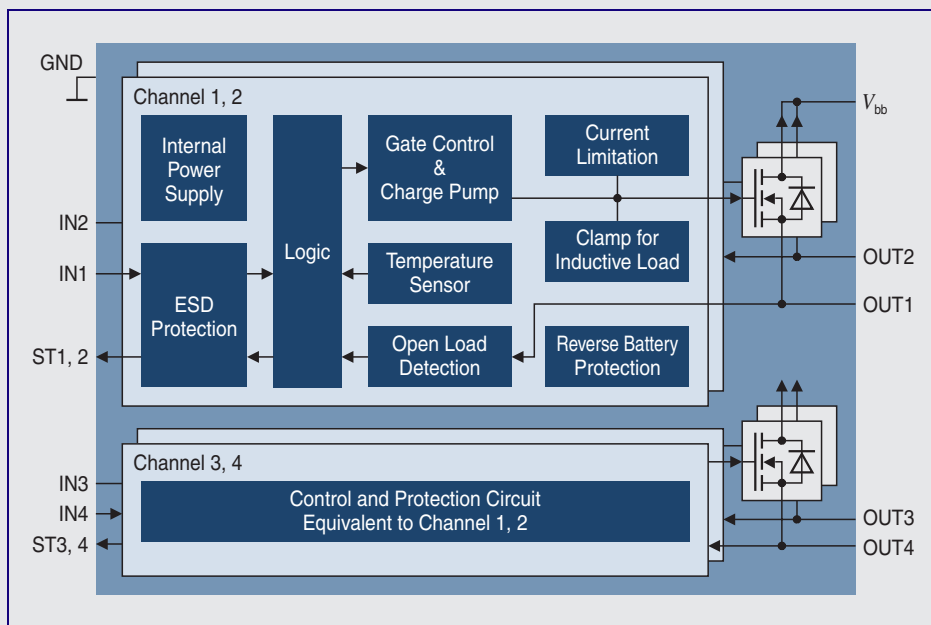 GND
Channel 1, 2
Internal
Power
Supply
Logic
Gate Control
&
Charge Pump
Current
Limitation
V_bb
IN2
IN1
ESD
Protection
Temperature
Sensor
Clamp for
Inductive Load
OUT2
OUT1
ST1, 2
Open Load
Detection
Reverse Battery
Protection
Channel 3, 4
IN3
IN4
ST3, 4
Control and Protection Circuit
Equivalent to Channel 1, 2
OUT3
OUT4